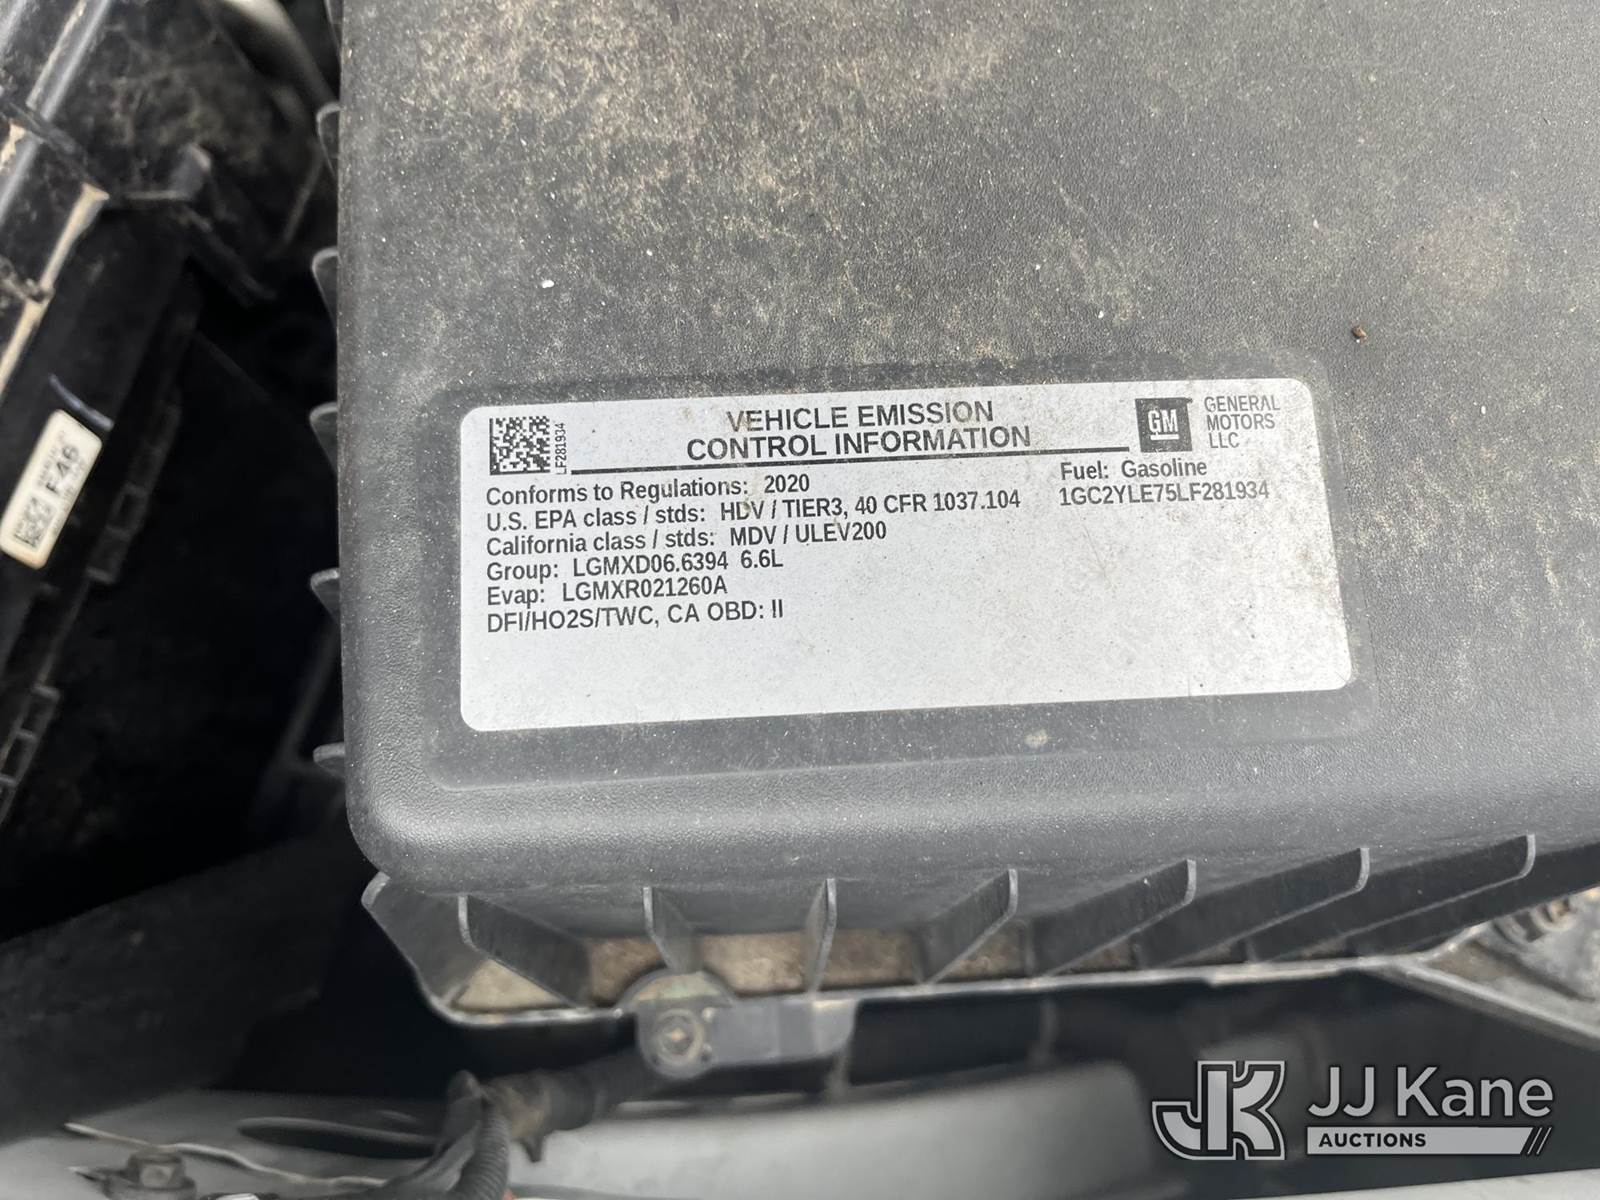 VEHICLE EMISSION
CONTROL INFORMATION
LF281934
GM
GENERAL
MOTORS
LLC
Conforms to Regulations: 2020
Fuel: Gasoline
U.S. EPA class / stds: HDV / TIER3, 40 CFR 1037.104
1GC2YLE75LF281934
California class / stds: MDV / ULEV200
Group: LGMXD06.6394 6.6L
Evap: LGMXR021260A
DFI/HO2S/TWC, CA OBD: II
F46
JK
JJ Kane
AUCTIONS